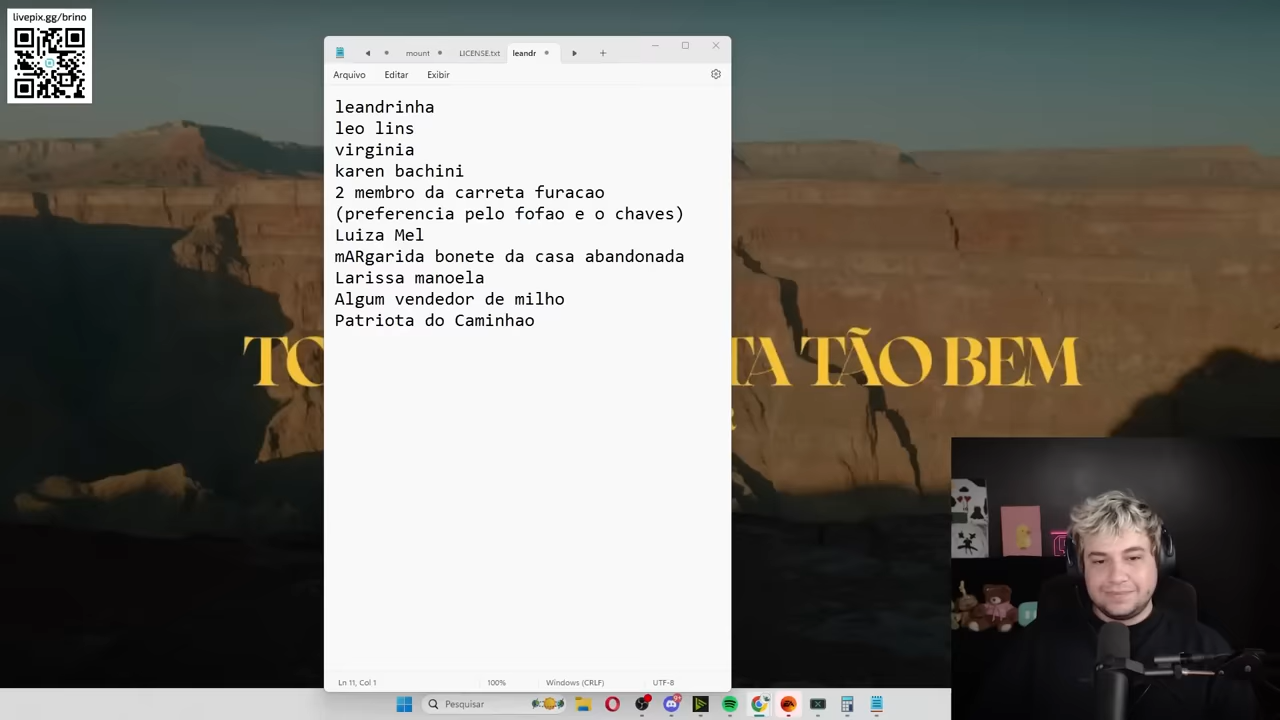 livepix.gg/brino
mount
LICENSE.txt
leandr
Arquivo Editar Exibir
leandrinha
leo lins
virginia
karen bachini
2 membro da carreta furacao
(preferencia pelo fofao e o chaves)
Luiza Mel
mARgarida bonete da casa abandonada
Larissa manoela
Algum vendedor de milho
Patriota do Caminhao
TÃO BEM
Ln 11, Col 1 100% Windows (CRLF) UTF-8
Pesquisar